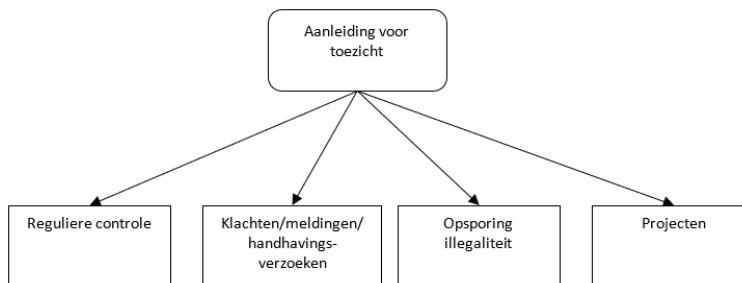 Aanleiding voor
toezicht
Reguliere controle
Klachten/meldingen/
handhavings-
verzoeken
Opsporing
illegaliteit
Projecten